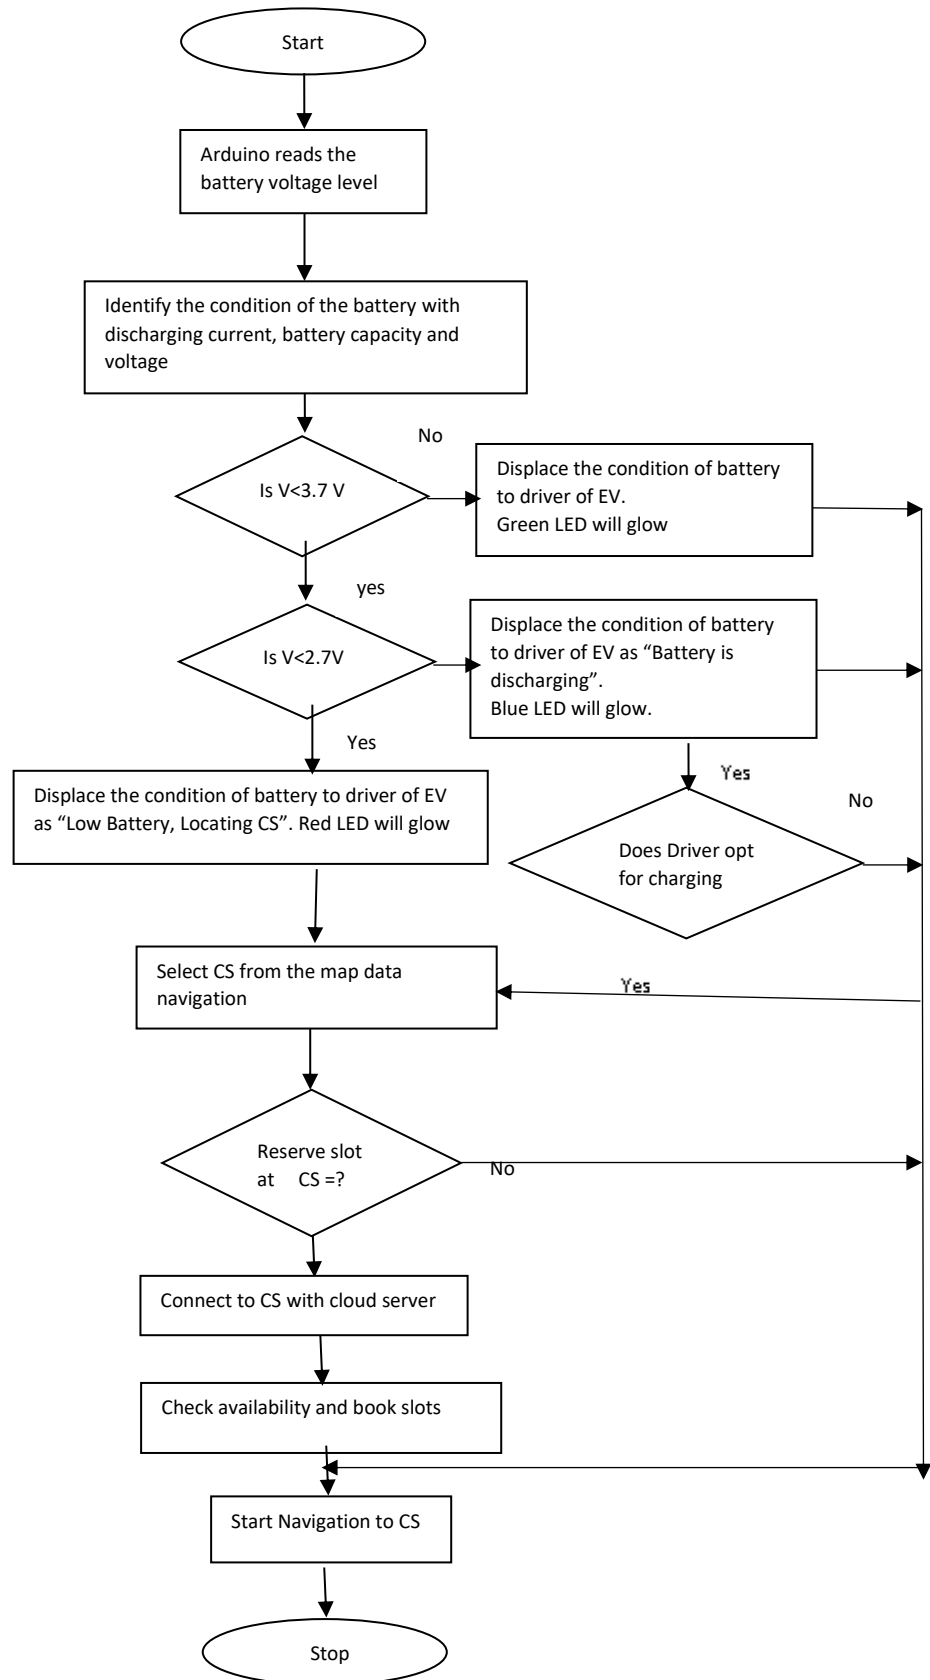 Start
Arduino reads the
battery voltage level
Identify the condition of the battery with
discharging current, battery capacity and
voltage
No
Is V<3.7 V
Displace the condition of battery
to driver of EV.
Green LED will glow
yes
Is V<2.7V
Displace the condition of battery
to driver of EV as “Battery is
discharging”.
Blue LED will glow.
Yes
Displace the condition of battery to driver of EV
as “Low Battery, Locating CS”. Red LED will glow
Yes
No
Does Driver opt
for charging
Select CS from the map data
navigation
Yes
Reserve slot
at CS =?
No
Connect to CS with cloud server
Check availability and book slots
Start Navigation to CS
Stop